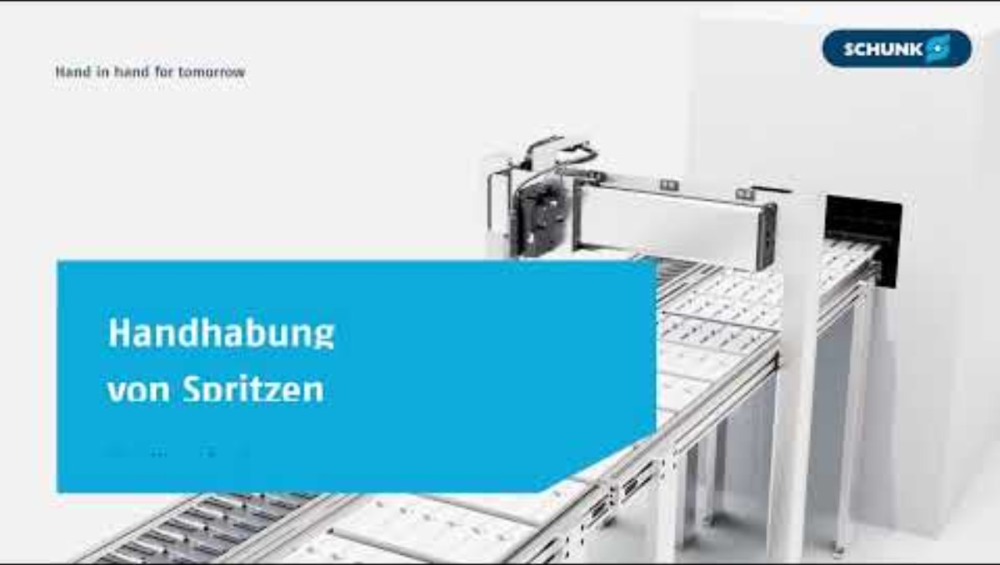 Hand in hand for tomorrow
SCHUNK
Handhabung
von Spritzen